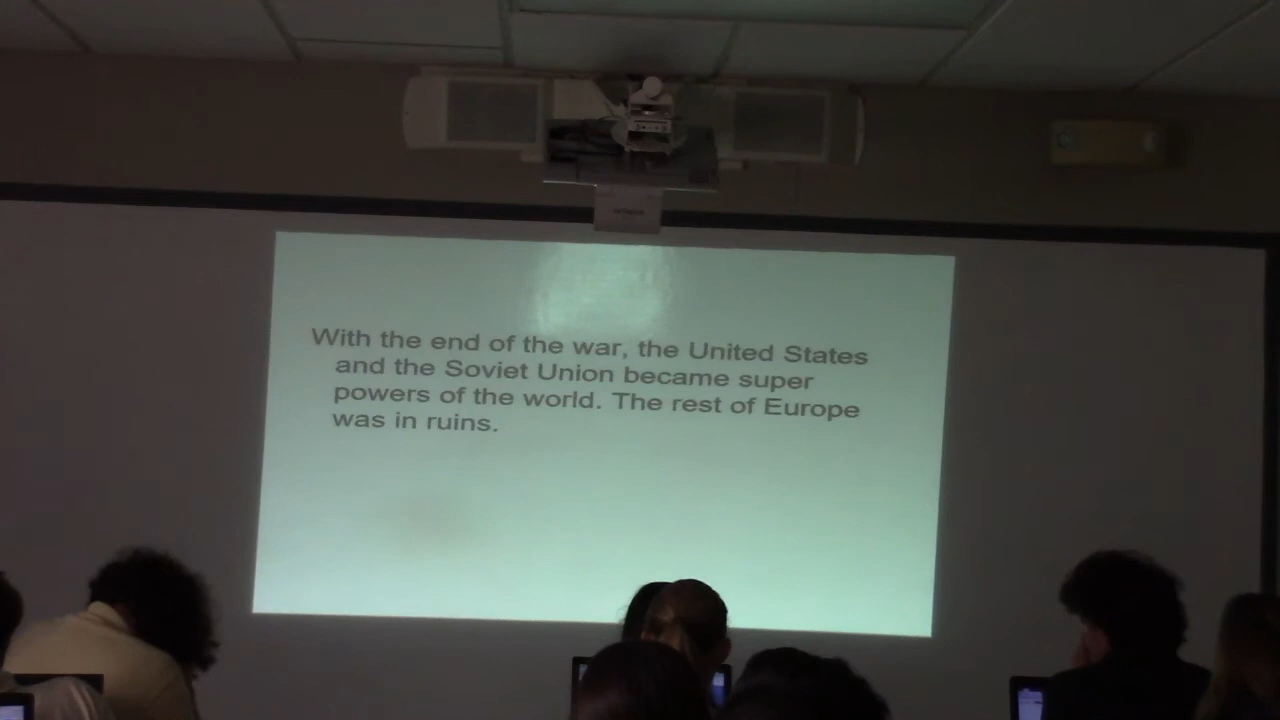 With the end of the war, the United States
and the Soviet Union became super
powers of the world. The rest of Europe
was in ruins.